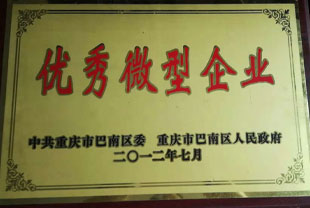 优秀微型企业
中共重庆市巴南区委 重庆市巴南区人民政府
二〇一二年七月